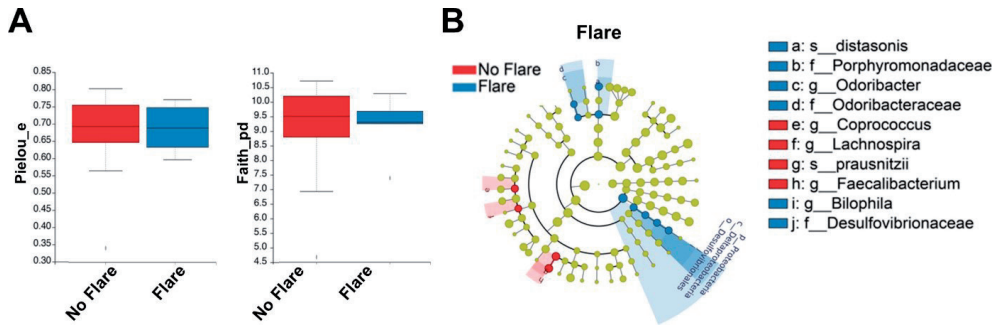 A
Pielou_e
0.85
0.80
0.75
0.70
0.65
0.60
0.55
0.50
0.45
0.40
0.35
0.30
No Flare
Flare
Faith_pd
11.0
10.5
10.0
9.5
9.0
8.5
8.0
7.5
7.0
6.5
6.0
5.5
5.0
4.5
No Flare
Flare
B
Flare
No Flare
Flare
d
c
b
a
p_Proteobacteria
c_Deltaproteobacteria
o_Desulfovibrionales
a: s__distasonis
b: f__Porphyromonadaceae
c: g__Odoribacter
d: f__Odoribacteraceae
e: g__Coprococcus
f: g__Lachnospira
g: s__prausnitzii
h: g__Faecalibacterium
i: g__Bilophila
j: f__Desulfovibrionaceae